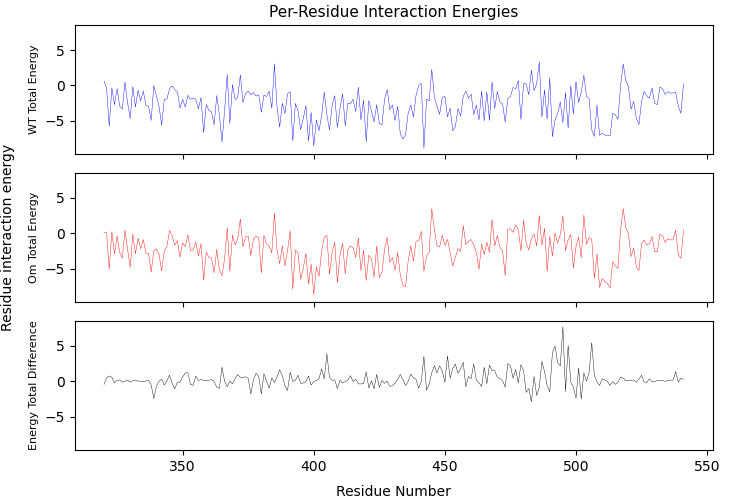 Per-Residue Interaction Energies
Residue interaction energy
WT Total Energy
5
0
−5
Om Total Energy
5
0
−5
Energy Total Difference
5
0
−5
350 400 450 500 550
Residue Number